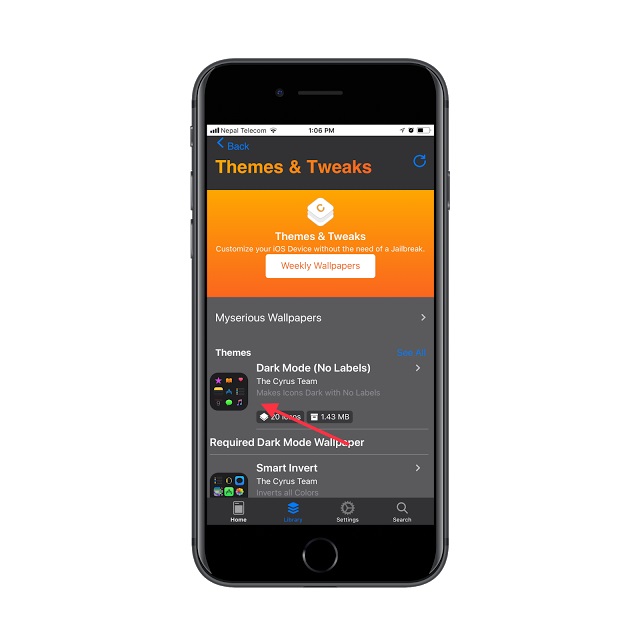 Nepal Telecom
1:06 PM
Back
Themes & Tweaks
Themes & Tweaks
Customize your iOS Device without the need of a Jailbreak.
Weekly Wallpapers
Myserious Wallpapers
Themes
See All
Dark Mode (No Labels)
The Cyrus Team
Makes Icons Dark with No Labels
20 Icons
1.43 MB
Required Dark Mode Wallpaper
Smart Invert
The Cyrus Team
Inverts all Colors
Home
Library
Settings
Search